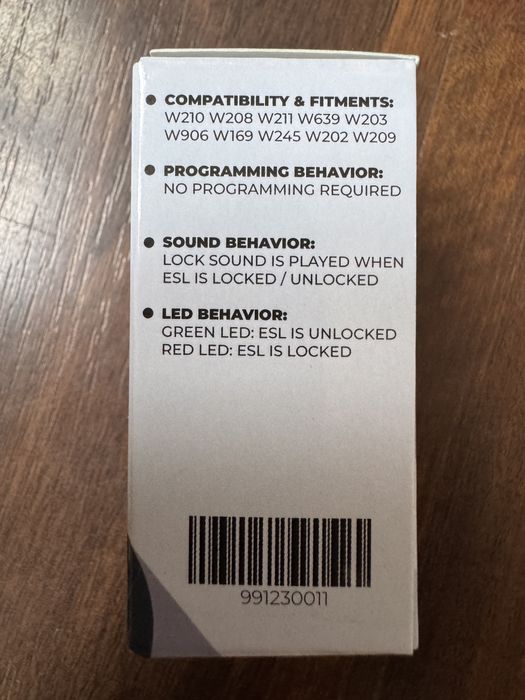 • COMPATIBILITY & FITMENTS:
W210 W208 W211 W639 W203
W906 W169 W245 W202 W209
• PROGRAMMING BEHAVIOR:
NO PROGRAMMING REQUIRED
• SOUND BEHAVIOR:
LOCK SOUND IS PLAYED WHEN
ESL IS LOCKED / UNLOCKED
• LED BEHAVIOR:
GREEN LED: ESL IS UNLOCKED
RED LED: ESL IS LOCKED
991230011